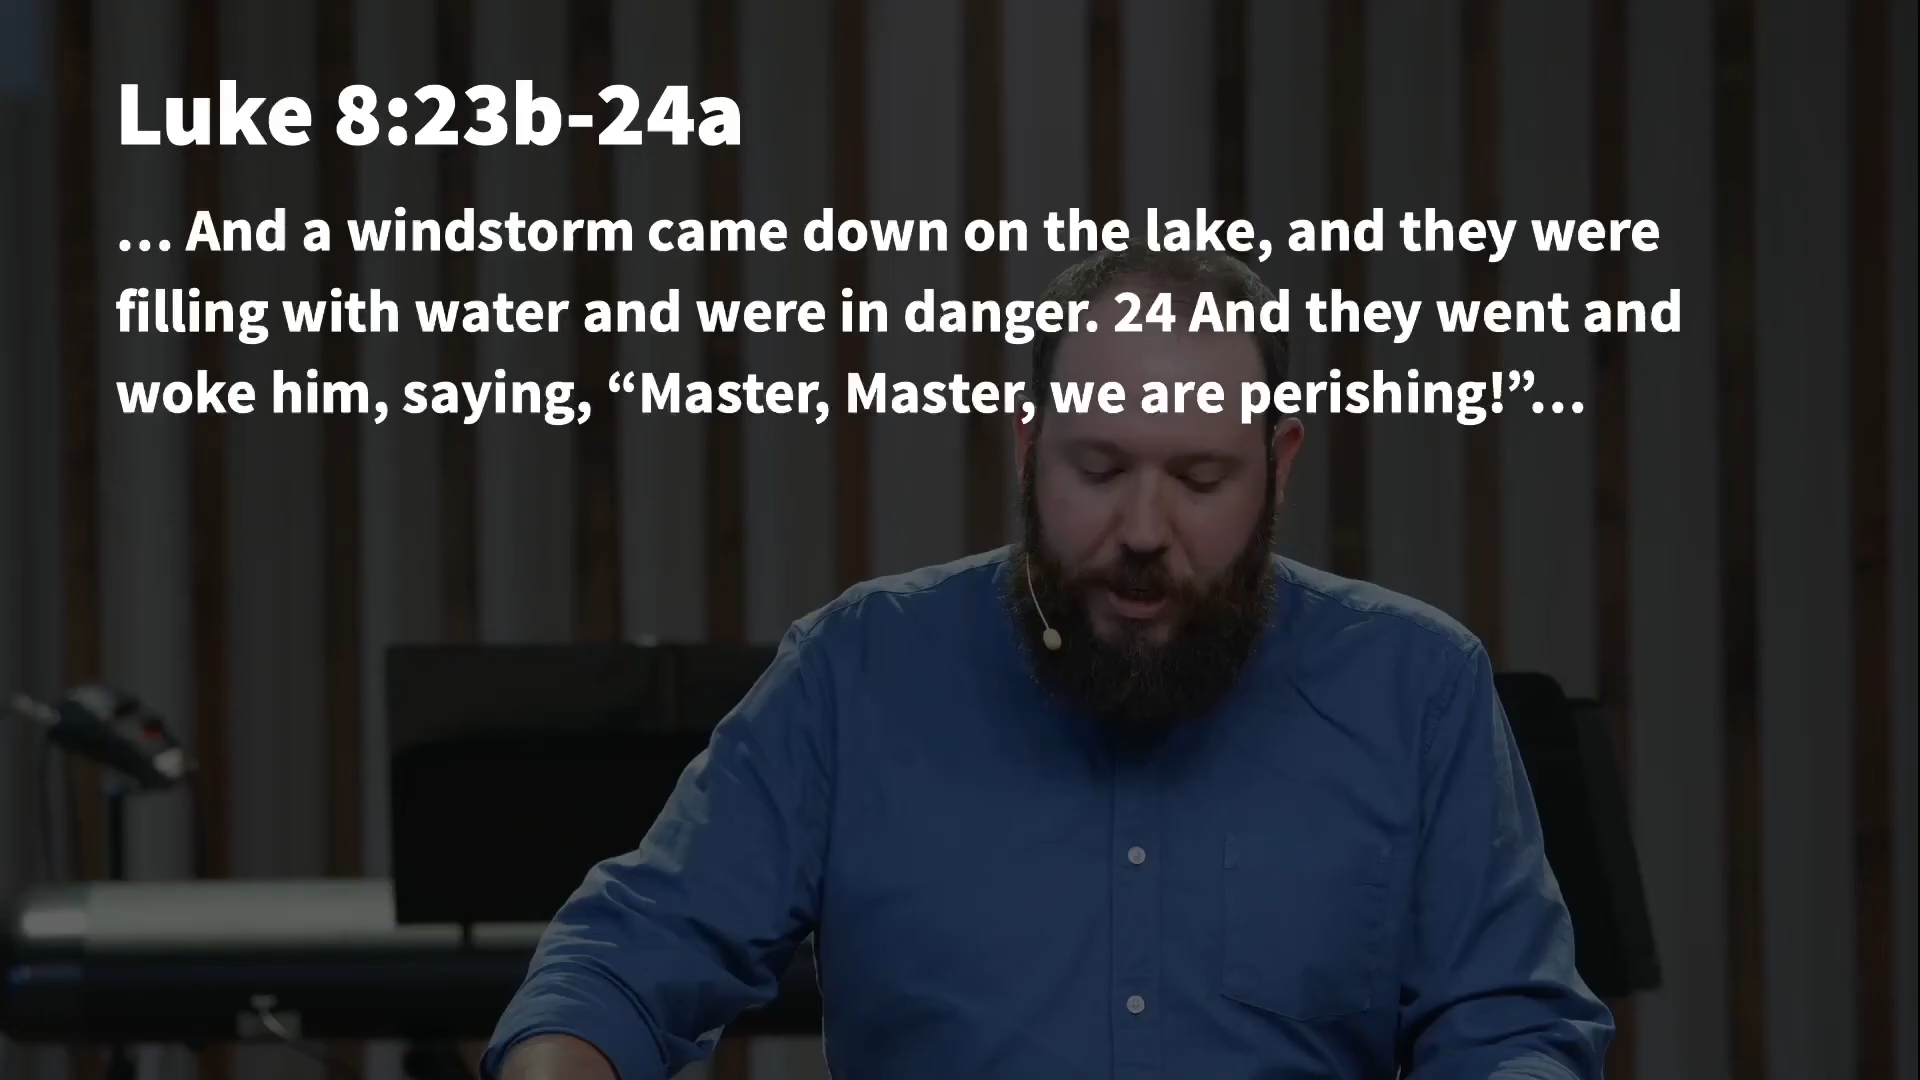 Luke 8:23b-24a
… And a windstorm came down on the lake, and they were
filling with water and were in danger. 24 And they went and
woke him, saying, “Master, Master, we are perishing!”…